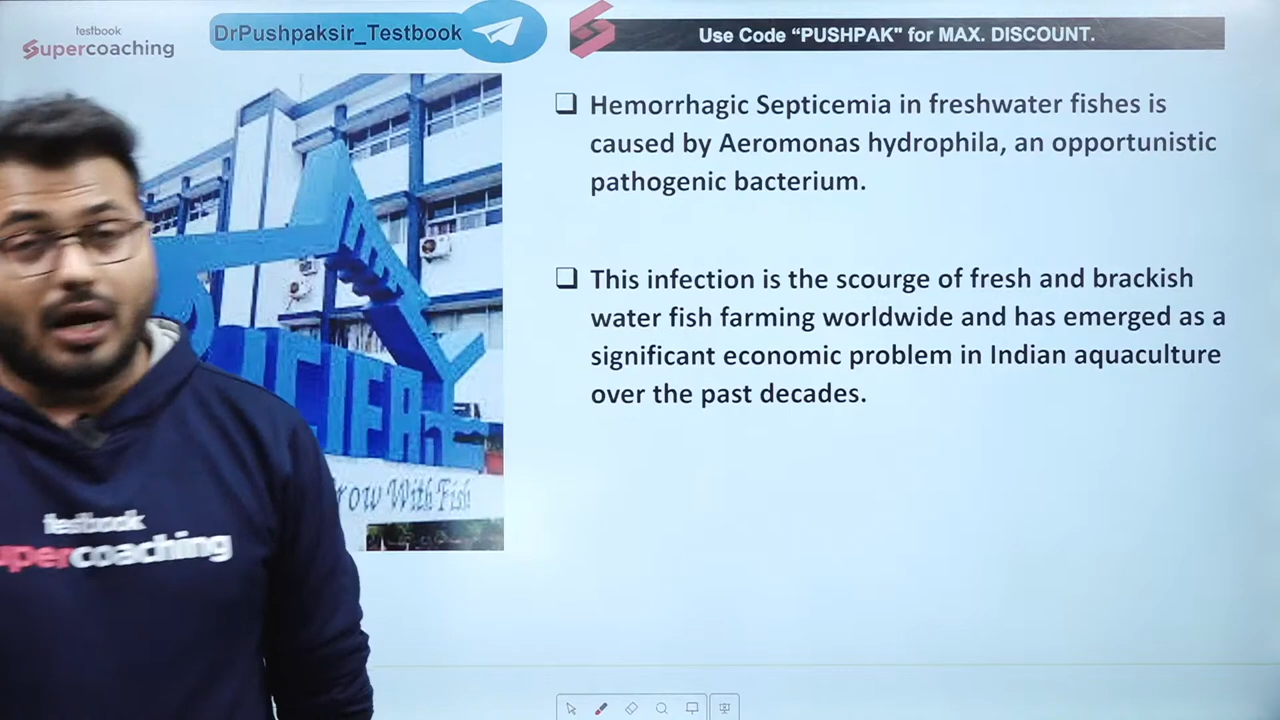 testbook
Supercoaching
DrPushpaksir_Testbook
Use Code “PUSHPAK" for MAX. DISCOUNT.
Hemorrhagic Septicemia in freshwater fishes is
caused by Aeromonas hydrophila, an opportunistic
pathogenic bacterium.
This infection is the scourge of fresh and brackish
water fish farming worldwide and has emerged as a
significant economic problem in Indian aquaculture
over the past decades.
CIFA
With Fish
testbook
coaching